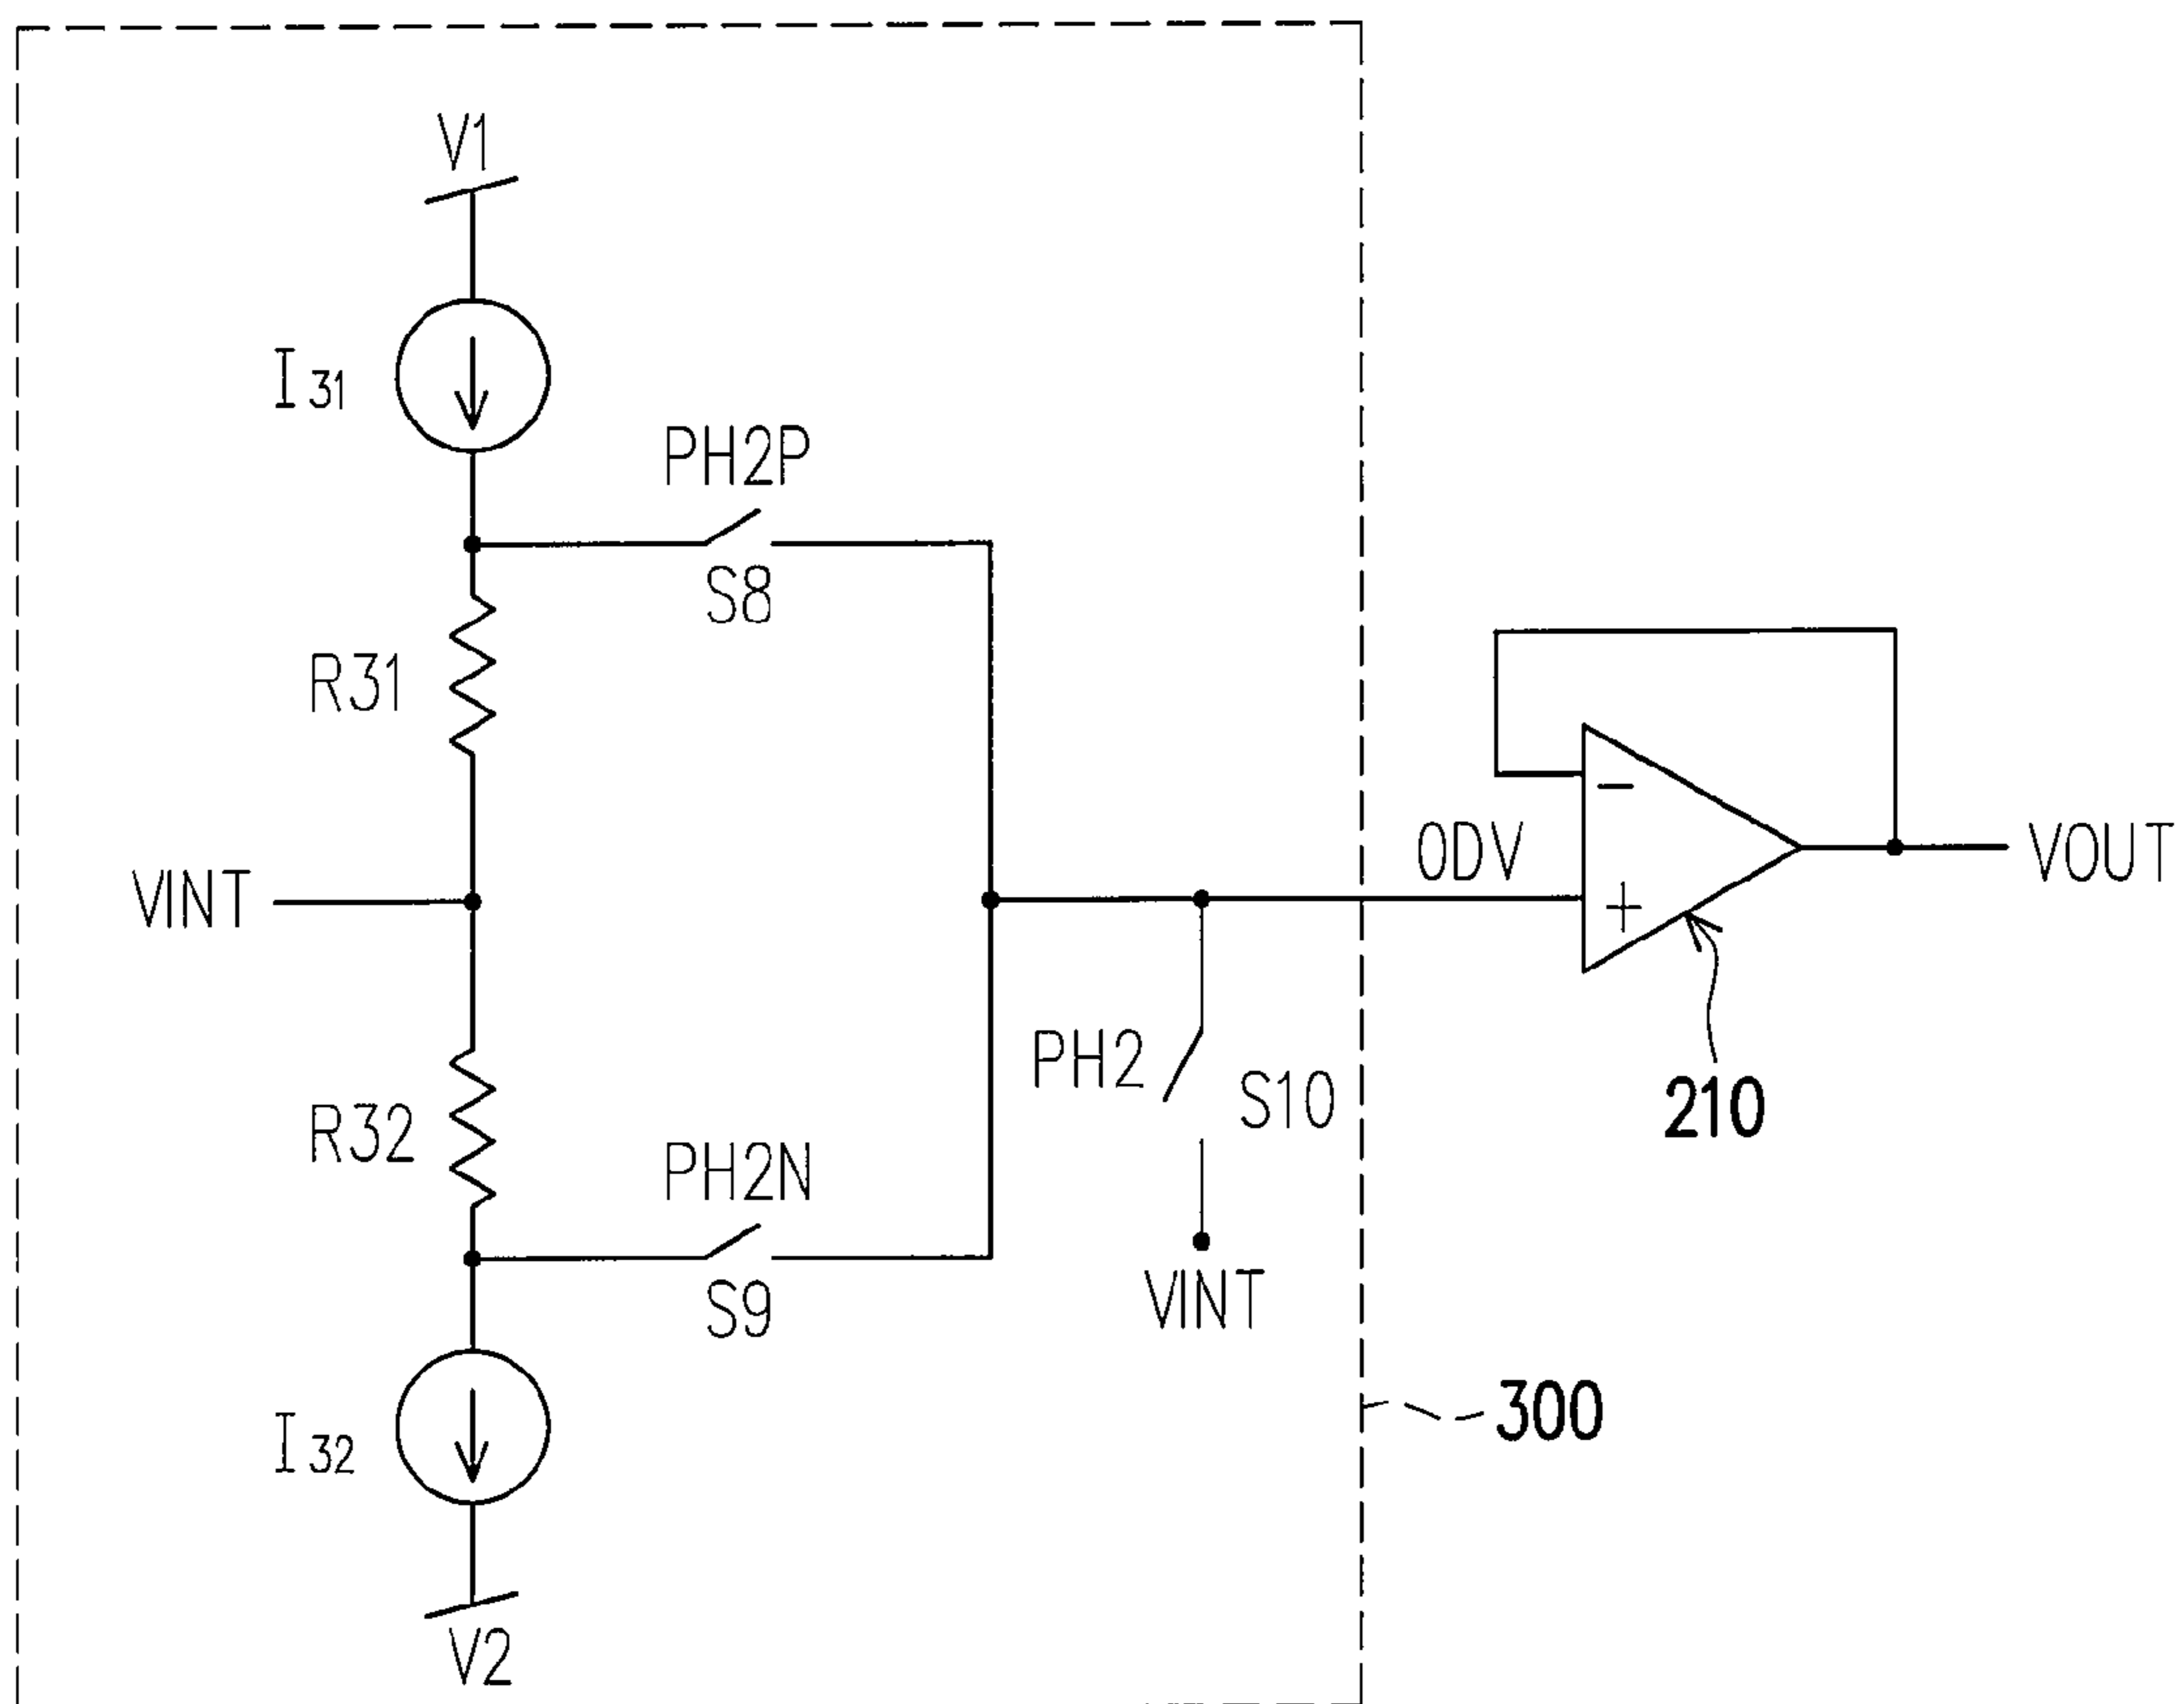 V1
I31
PH2P
S8
R31
VINT
ODV
−
+
VOUT
210
R32
PH2
S10
PH2N
S9
VINT
I32
300
V2